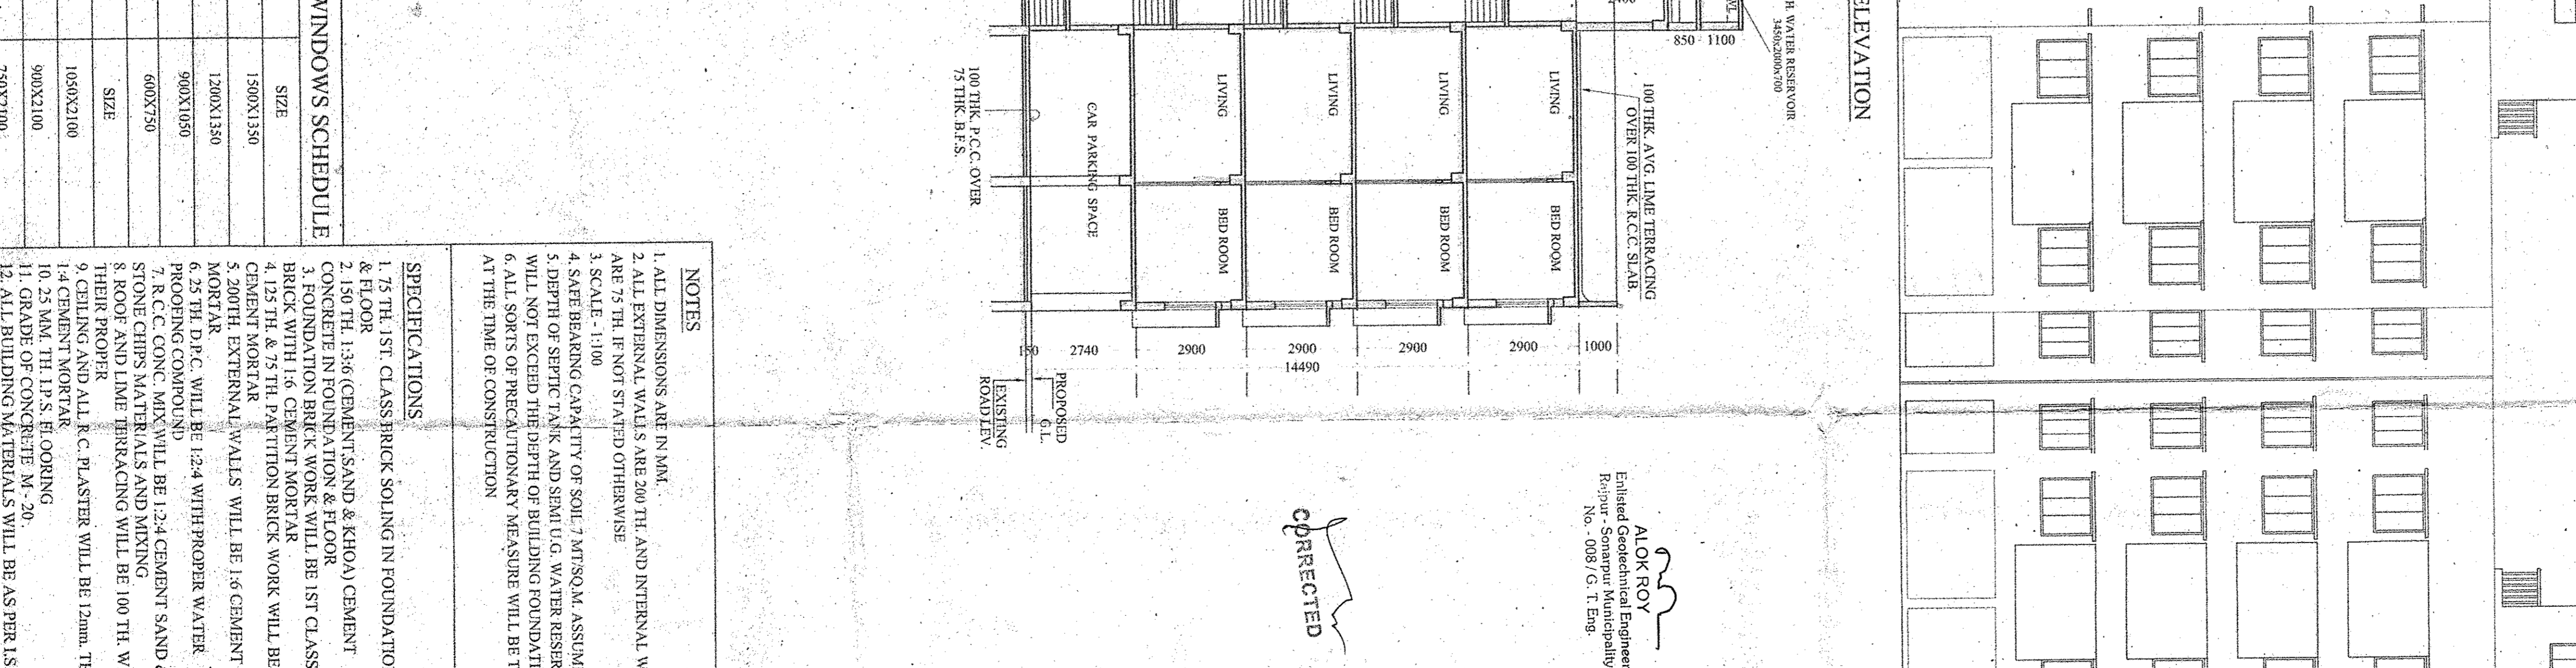 ELEVATION
H. WATER RESERVOIR
3450x2000x700
850 1100
2400
100 THK. AVG. LIME TERRACING
OVER 100 THK. R.C.C. SLAB.
LIVING
BED ROOM
LIVING
BED ROOM
LIVING
BED ROOM
LIVING
BED ROOM
CAR PARKING SPACE
100 THK. P.C.C. OVER
75 THK. B.F.S.
150 2740 2900 2900 2900 2900 1000
14490
PROPOSED
G.L.
EXISTING
ROAD LEV.
ALOK ROY
Enlisted Geotechnical Engineer
Rajpur - Sonarpur Municipality
No. - 008 / G. T. Eng.
CORRECTED
NOTES
1. ALL DIMENSIONS ARE IN MM.
2. ALL EXTERNAL WALLS ARE 200 TH. AND INTERNAL W
ARE 75 TH. IF NOT STATED OTHERWISE
3. SCALE - 1:100
4. SAFE BEARING CAPACITY OF SOIL 7 MT/SQ.M. ASSUM
5. DEPTH OF SEPTIC TANK AND SEMI U.G. WATER RESER
WILL NOT EXCEED THE DEPTH OF BUILDING FOUNDATI
6. ALL SORTS OF PRECAUTIONARY MEASURE WILL BE T
AT THE TIME OF CONSTRUCTION
SPECIFICATIONS
1. 75 TH. 1ST. CLASS BRICK SOLING IN FOUNDATIO
& FLOOR
2. 150 TH. 1:3:6 (CEMENT,SAND & KHOA) CEMENT
CONCRETE IN FOUNDATION & FLOOR
3. FOUNDATION BRICK WORK WILL BE 1ST CLASS
BRICK WITH 1:6 CEMENT MORTAR
4. 125 TH. & 75 TH. PARTITION BRICK WORK WILL BE
CEMENT MORTAR
5. 200TH. EXTERNAL WALLS WILL BE 1:6 CEMENT
MORTAR
6. 25 TH. D.P.C. WILL BE 1:2:4 WITH PROPER WATER
PROOFING COMPOUND
7. R.C.C. CONC. MIX WILL BE 1:2:4 CEMENT SAND &
STONE CHIPS MATERIALS AND MIXING
8. ROOF AND LIME TERRACING WILL BE 100 TH. W
THEIR PROPER
9. CEILING AND ALL R.C. PLASTER WILL BE 12mm. TH
1:4 CEMENT MORTAR
10. 25 MM. TH. I.P.S. FLOORING
11. GRADE OF CONCRETE M - 20.
12. ALL BUILDING MATERIALS WILL BE AS PER I.S
WINDOWS SCHEDULE
SIZE
1500X1350
1200X1350
900X1050
600X750
SIZE
1050X2100
900X2100
750X2100